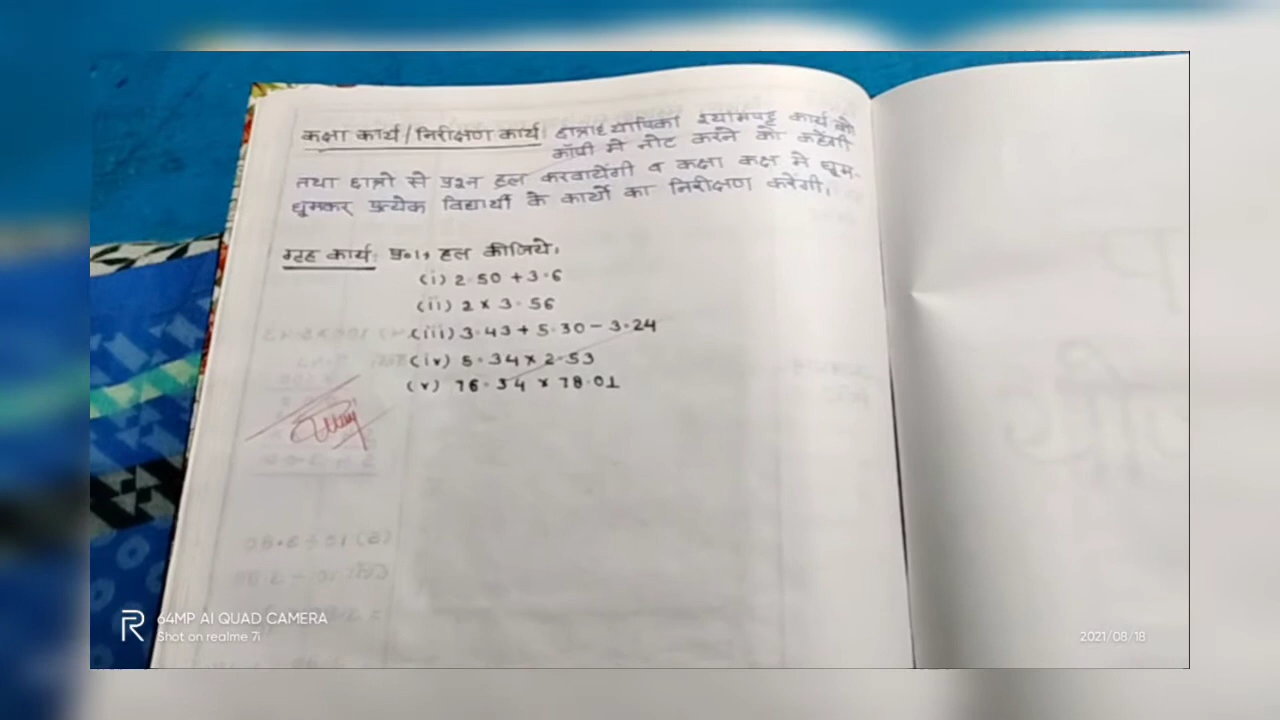 कक्षा कार्य/निरीक्षण कार्य: छात्राध्यापिका श्यामपट्ट कार्य को
कॉपी में नोट करने को कहेंगी
तथा छात्रो से प्रश्न हल करवायेंगी व कक्षा कक्ष मे घूम-
घूमकर प्रत्येक विद्यार्थी के कार्यो का निरीक्षण करेंगी।
गृह कार्य: प्र०1, हल कीजिये।
(i) 2.50 + 3.6
(ii) 2 x 3.56
(iii) 3.43 + 5.30 - 3.24
(iv) 5.34 x 2.53
(v) 76.34 x 78.01
64MP AI QUAD CAMERA
Shot on realme 7i
2021/08/18